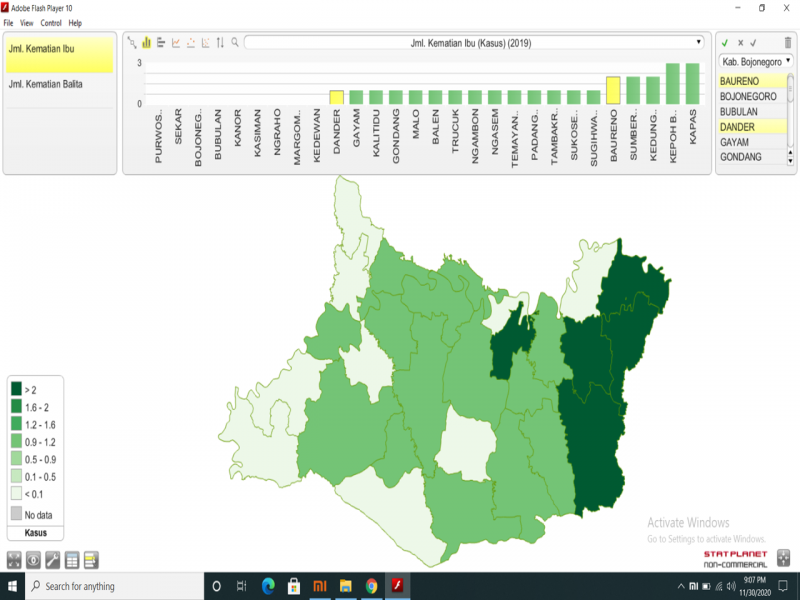 Adobe Flash Player 10
File View Control Help
Jml. Kematian Ibu
Jml. Kematian Balita
Jml. Kematian Ibu (Kasus) (2019)
3
0
PURWOS..
SEKAR
BOJONEG..
BUBULAN
KANOR
KASIMAN
NGRAHO
MARGOM..
KEDEWAN
DANDER
GAYAM
KALITIDU
GONDANG
MALO
BALEN
TRUCUK
NGAMBON
NGASEM
TEMAYAN..
PADANG..
TAMBAKR..
SUKOSE..
SUGIHWA..
BAURENO
SUMBER..
KEDUNG..
KEPOH B..
KAPAS
Kab. Bojonegoro
BAURENO
BOJONEGORO
BUBULAN
DANDER
GAYAM
GONDANG
> 2
1.6 - 2
1.2 - 1.6
0.9 - 1.2
0.5 - 0.9
0.1 - 0.5
< 0.1
No data
Kasus
Activate Windows
Go to Settings to activate Windows.
STATPLANET
NON-COMMERCIAL
Search for anything
9:07 PM
11/30/2020